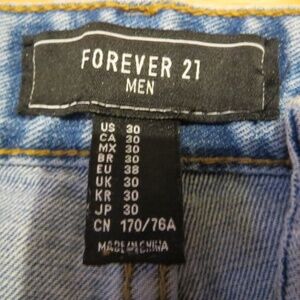 FOREVER 21
MEN
US 30
CA 30
MX 30
BR 30
EU 38
UK 30
KR 30
JP 30
CN 170/76A
MADE IN CHINA